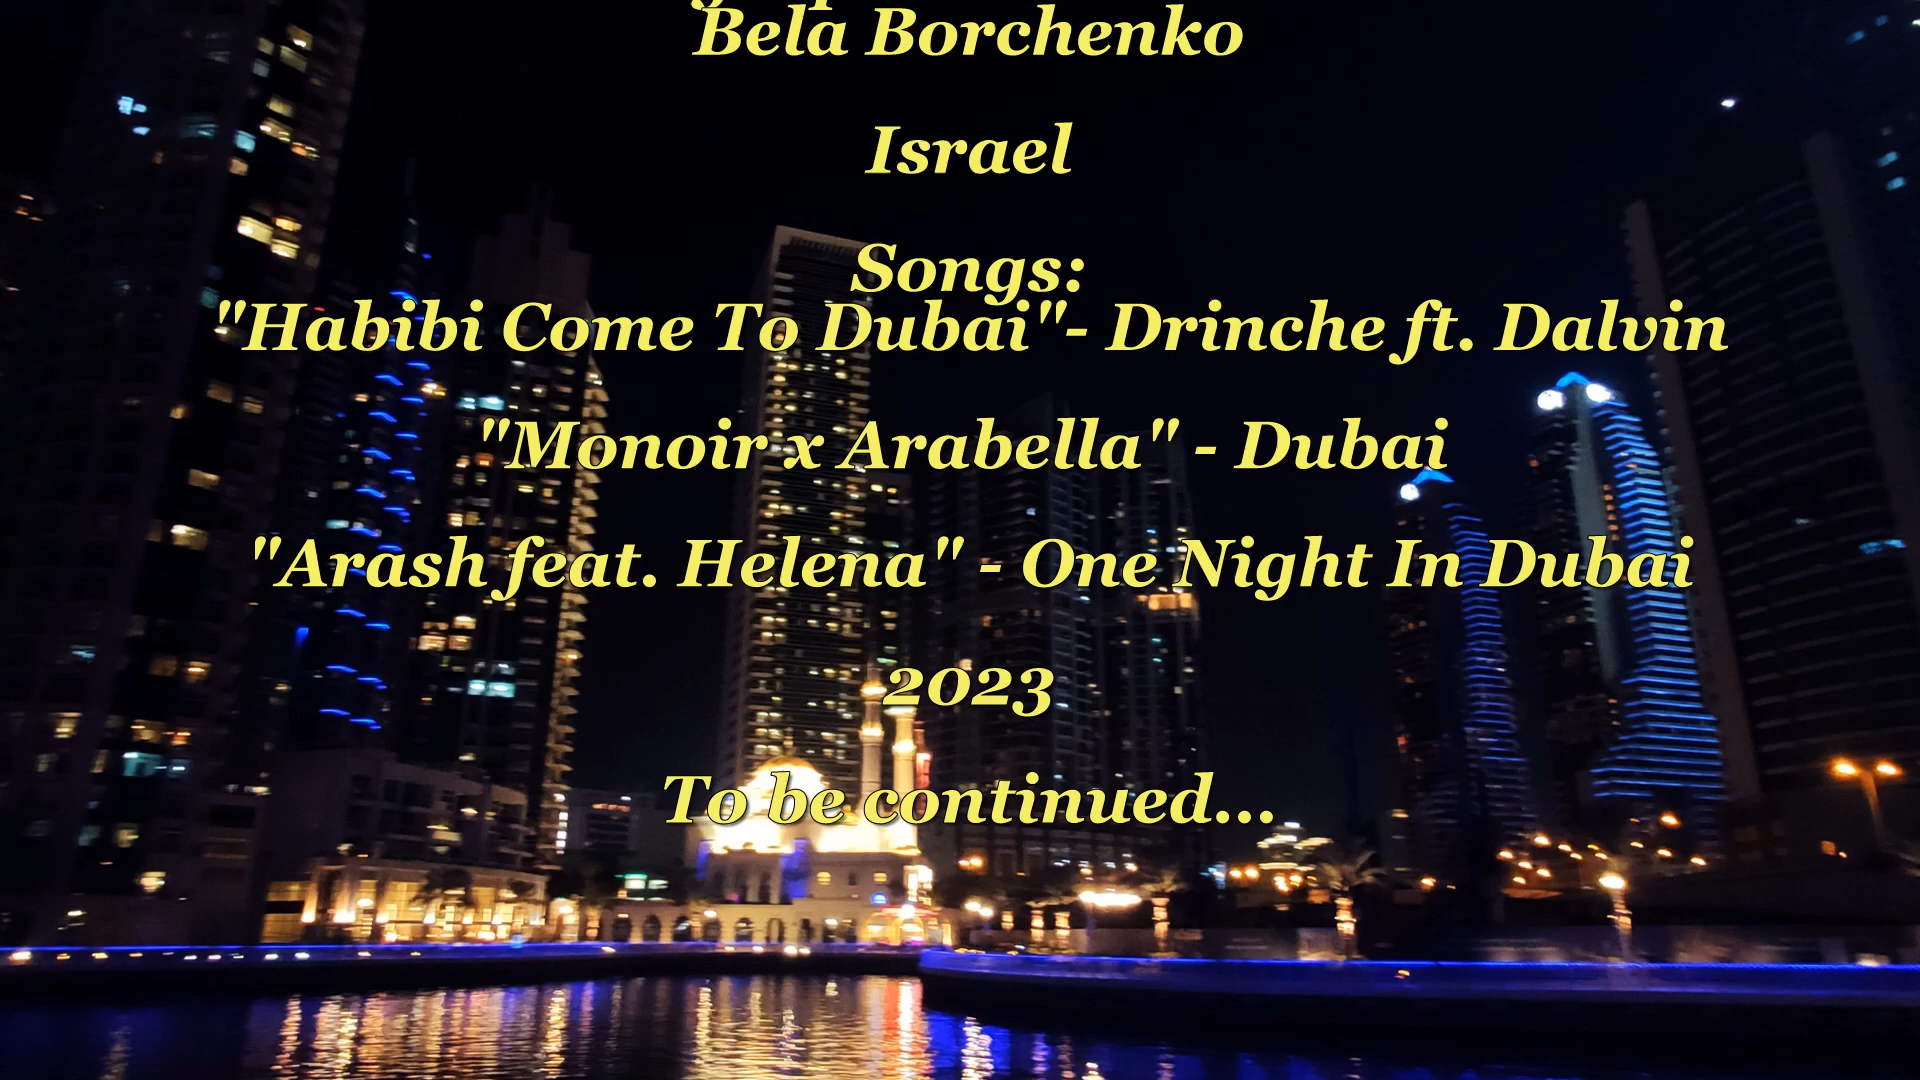 Bela Borchenko
Israel
Songs:
"Habibi Come To Dubai"- Drinche ft. Dalvin
"Monoir x Arabella" - Dubai
"Arash feat. Helena" - One Night In Dubai
2023
To be continued...